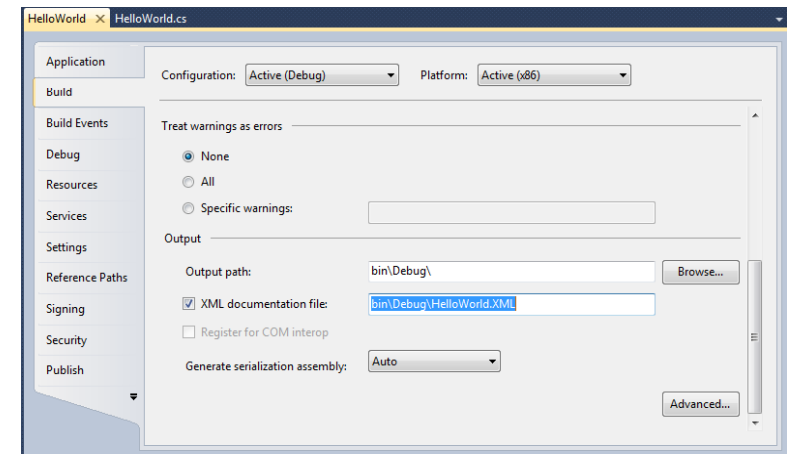 HelloWorld HelloWorld.cs
Application
Build
Build Events
Debug
Resources
Services
Settings
Reference Paths
Signing
Security
Publish
Configuration: Active (Debug) Platform: Active (x86)
Treat warnings as errors
None
All
Specific warnings:
Output
Output path: bin\Debug\ Browse...
XML documentation file: bin\Debug\HelloWorld.XML
Register for COM interop
Generate serialization assembly: Auto
Advanced...